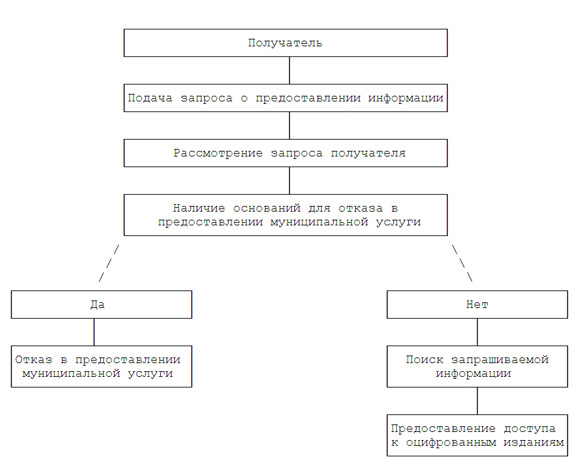 Получатель
Подача запроса о предоставлении информации
Рассмотрение запроса получателя
Наличие оснований для отказа в
предоставлении муниципальной услуги
Да
Нет
Отказ в предоставлении
муниципальной услуги
Поиск запрашиваемой
информации
Предоставление доступа
к оцифрованным изданиям